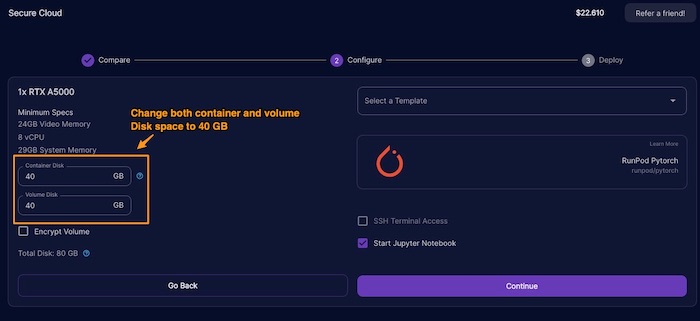 Secure Cloud
$22.610
Refer a friend!
Compare
2
Configure
3
Deploy
1x RTX A5000
Minimum Specs
24GB Video Memory
8 vCPU
29GB System Memory
Change both container and volume
Disk space to 40 GB
Container Disk
40 GB
Volume Disk
40 GB
Encrypt Volume
Total Disk: 80 GB
Select a Template
Learn More
RunPod Pytorch
runpod/pytorch
SSH Terminal Access
Start Jupyter Notebook
Go Back
Continue